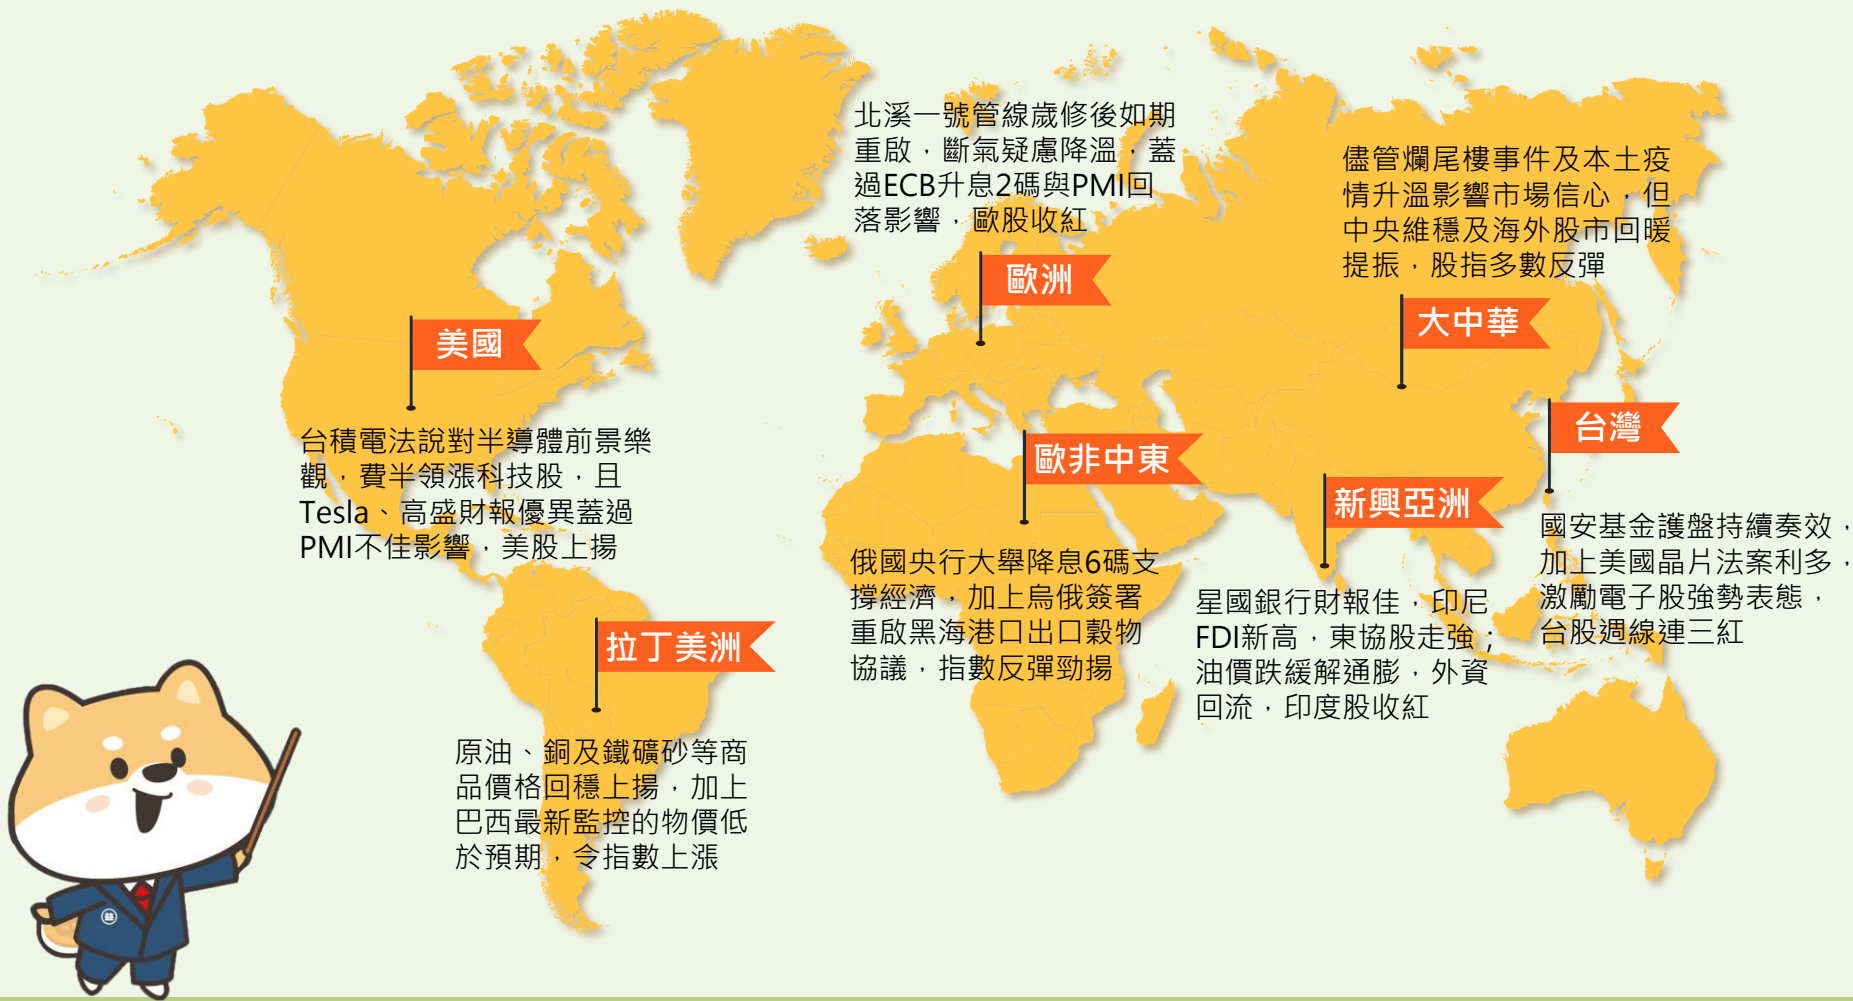 北溪一號管線歲修後如期
重啟，斷氣疑慮降溫，蓋
過ECB升息2碼與PMI回
落影響，歐股收紅
歐洲
儘管爛尾樓事件及本土疫
情升溫影響市場信心，但
中央維穩及海外股市回暖
提振，股指多數反彈
大中華
美國
台積電法說對半導體前景樂
觀，費半領漲科技股，且
Tesla、高盛財報優異蓋過
PMI不佳影響，美股上揚
歐非中東
俄國央行大舉降息6碼支
撐經濟，加上烏俄簽署
重啟黑海港口出口穀物
協議，指數反彈勁揚
新興亞洲
星國銀行財報佳，印尼
FDI新高，東協股走強；
油價跌緩解通膨，外資
回流，印度股收紅
台灣
國安基金護盤持續奏效，
加上美國晶片法案利多，
激勵電子股強勢表態，
台股週線連三紅
拉丁美洲
原油、銅及鐵礦砂等商
品價格回穩上揚，加上
巴西最新監控的物價低
於預期，令指數上漲